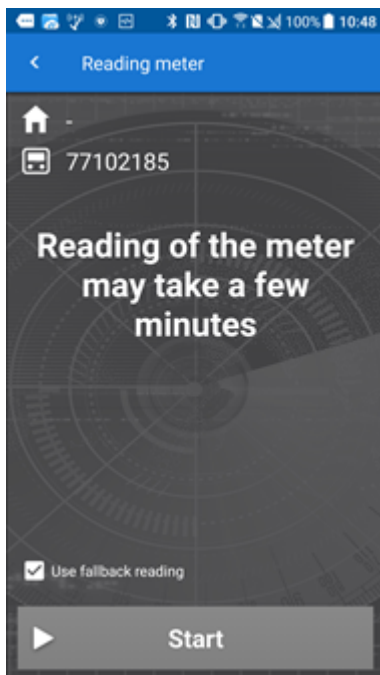 100% 10:48
Reading meter
-
77102185
Reading of the meter
may take a few
minutes
Use fallback reading
Start